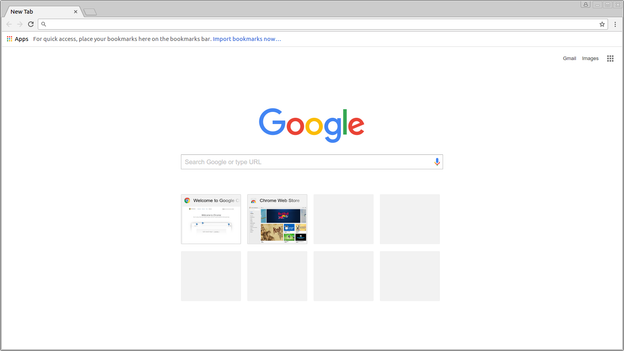 New Tab
Apps For quick access, place your bookmarks here on the bookmarks bar. Import bookmarks now...
Gmail Images
Google
Search Google or type URL
Welcome to Google C
Chrome Web Store